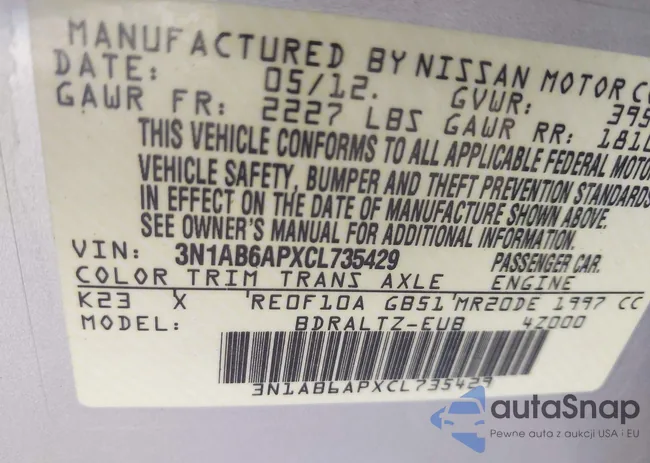 MANUFACTURED BY NISSAN MOTOR CO
DATE: 05/12. GVWR: 395
GAWR FR: 2227 LBS GAWR RR: 181
THIS VEHICLE CONFORMS TO ALL APPLICABLE FEDERAL MOTOR
VEHICLE SAFETY, BUMPER AND THEFT PREVENTION STANDARDS
IN EFFECT ON THE DATE OF MANUFACTURE SHOWN ABOVE.
SEE OWNER'S MANUAL FOR ADDITIONAL INFORMATION.
VIN: 3N1AB6APXCL735429 PASSENGER CAR.
COLOR TRIM TRANS AXLE ENGINE
K23 X RE0F10A GB51 MR20DE 1997 CC
MODEL: BDRALTZ-EUB 4Z000
3N1AB6APXCL735429
autaSnap
Pewne auta z aukcji USA i EU